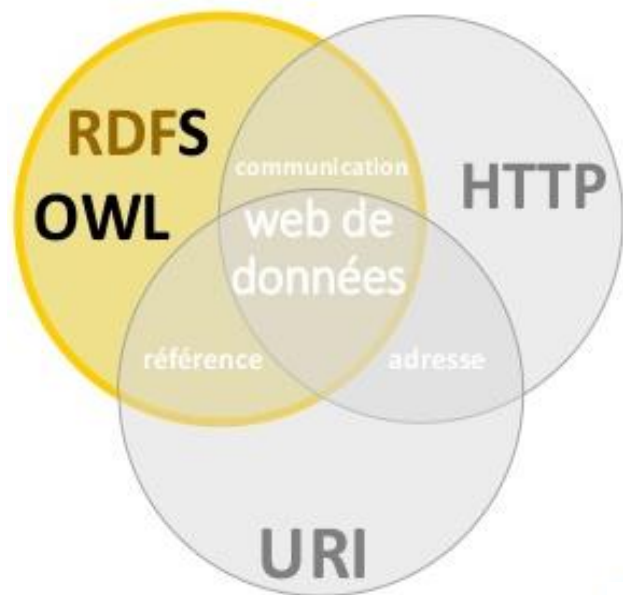 RDFS
OWL
communication
HTTP
web de
données
référence
adresse
URI